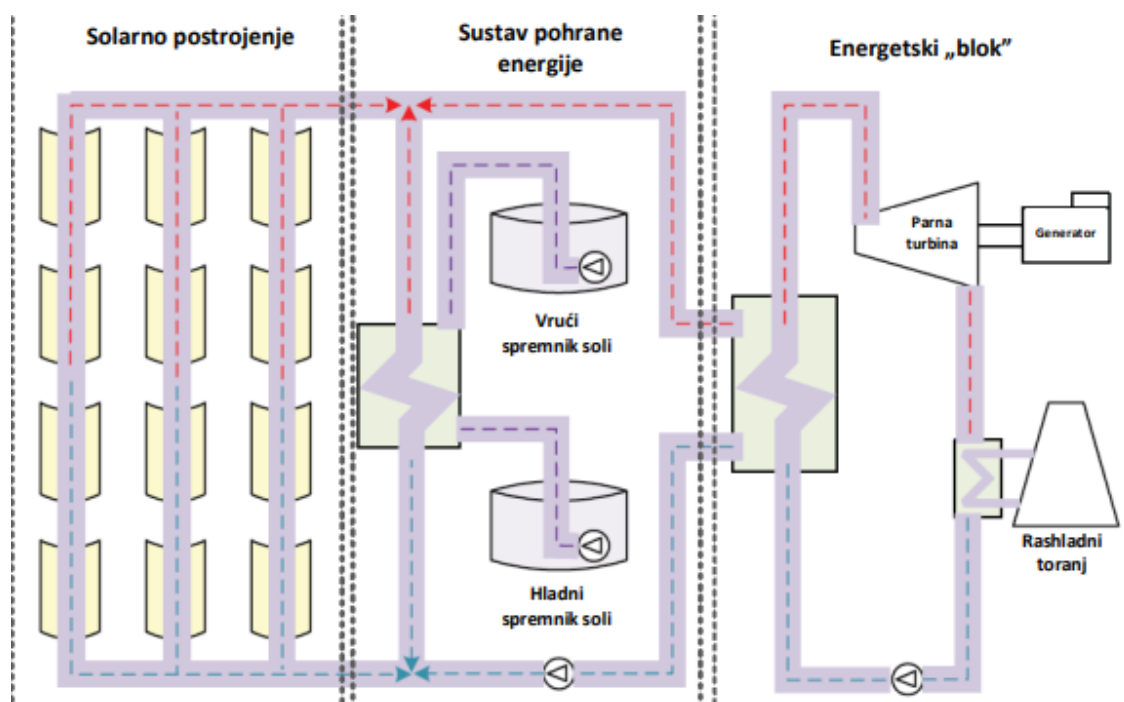 Solarno postrojenje
Sustav pohrane
energije
Energetski „blok”
Parna
turbina
Generator
Vrući
spremnik soli
Hladni
spremnik soli
Rashladni
toranj